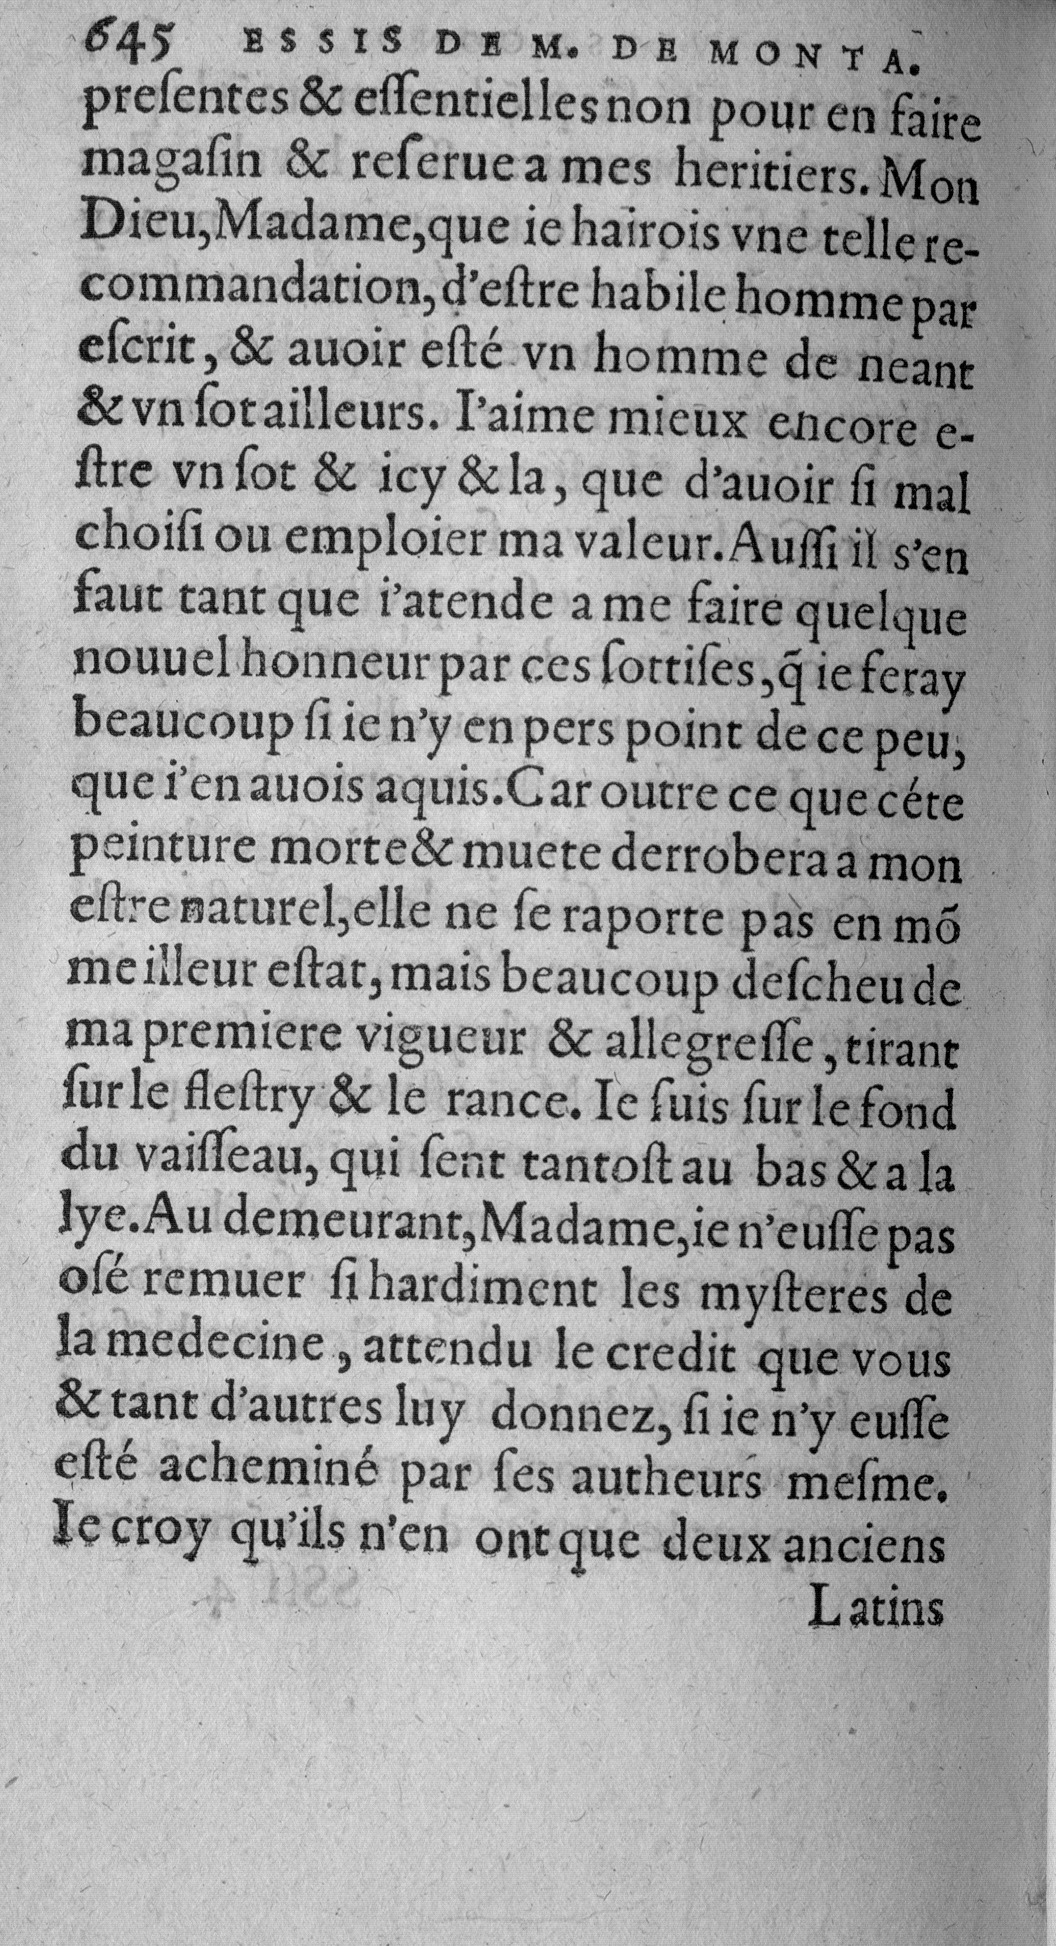 645 ESSIS DE M. DE MONTA.
preſentes & eſſentielles non pour en faire
magaſin & reſerue a mes heritiers. Mon
Dieu, Madame, que ie hairois vne telle re-
commandation, d'eſtre habile homme par
eſcrit, & auoir eſté vn homme de neant
& vn ſot ailleurs. I'aime mieux encore e-
ſtre vn ſot & icy & la, que d'auoir ſi mal
choiſi ou emploier ma valeur. Auſſi il s'en
faut tant que i'atende a me faire quelque
nouuel honneur par ces ſottiſes, q̃ ie feray
beaucoup ſi ie n'y en pers point de ce peu,
que i'en auois aquis. Car outre ce que céte
peinture morte & muete derrobera a mon
eſtre naturel, elle ne ſe raporte pas en mõ
meilleur eſtat, mais beaucoup deſcheu de
ma premiere vigueur & allegreſſe, tirant
ſur le fleſtry & le rance. Ie ſuis ſur le fond
du vaiſſeau, qui ſent tantoſt au bas & a la
lye. Au demeurant, Madame, ie n'euſſe pas
oſé remuer ſi hardiment les myſteres de
la medecine, attendu le credit que vous
& tant d'autres luy donnez, ſi ie n'y euſſe
eſté acheminé par ſes autheurs meſme.
Ie croy qu'ils n'en ont que deux anciens
Latins